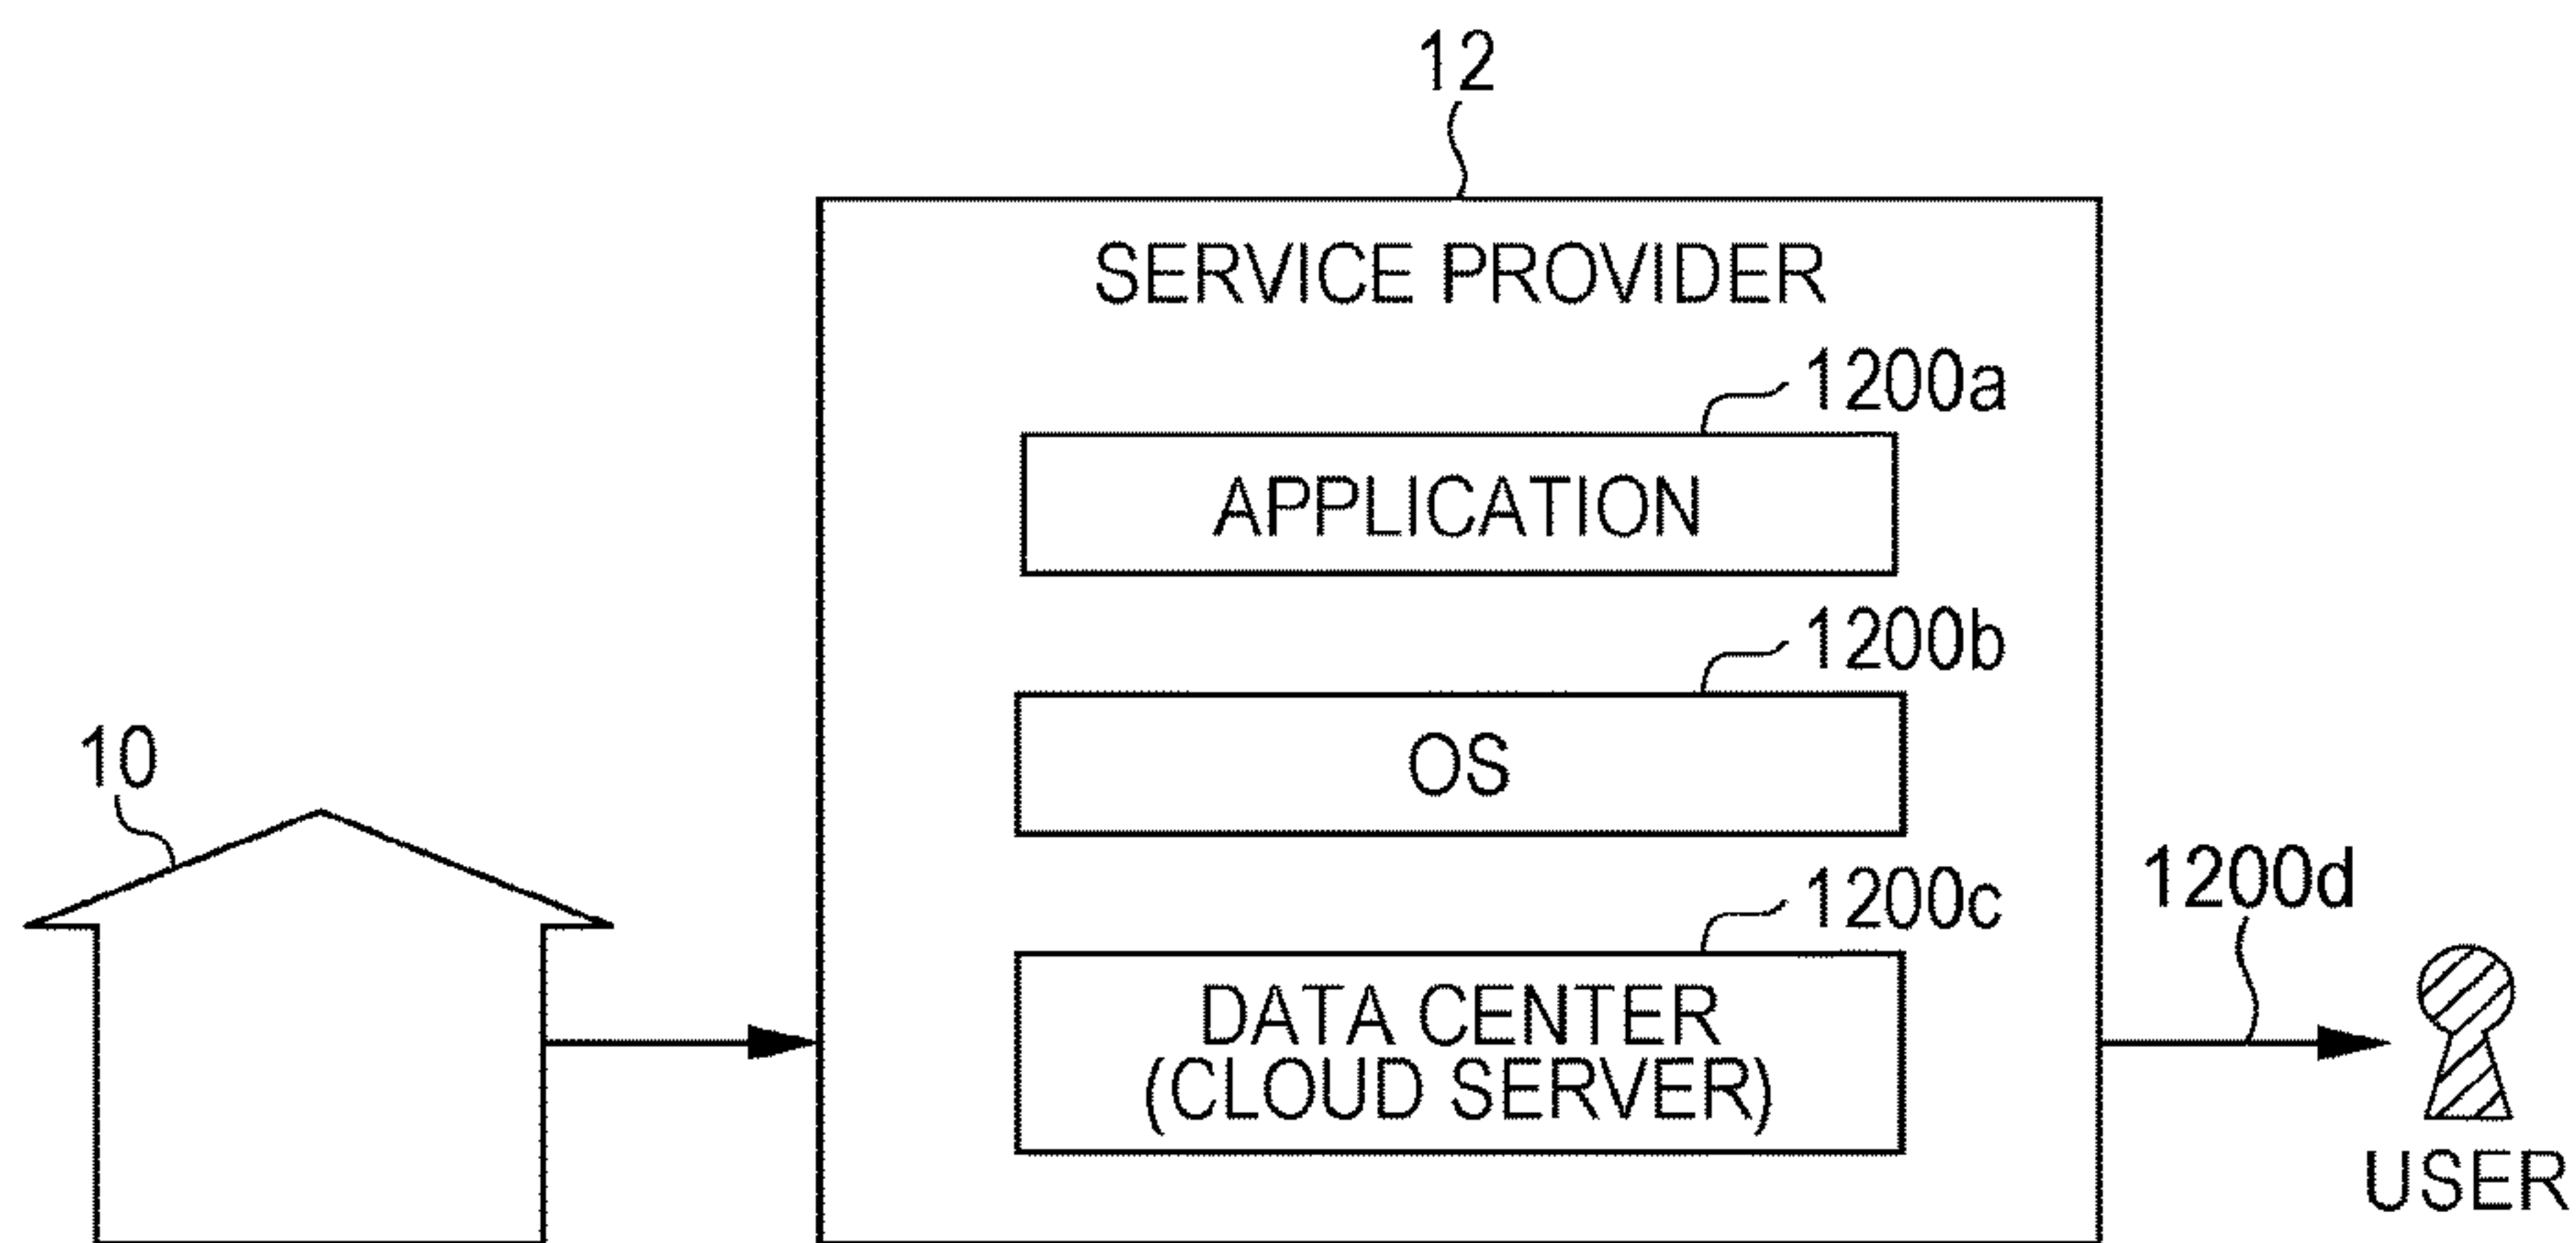 12
SERVICE PROVIDER
1200a
APPLICATION
1200b
OS
10
1200c
DATA CENTER
(CLOUD SERVER)
1200d
USER